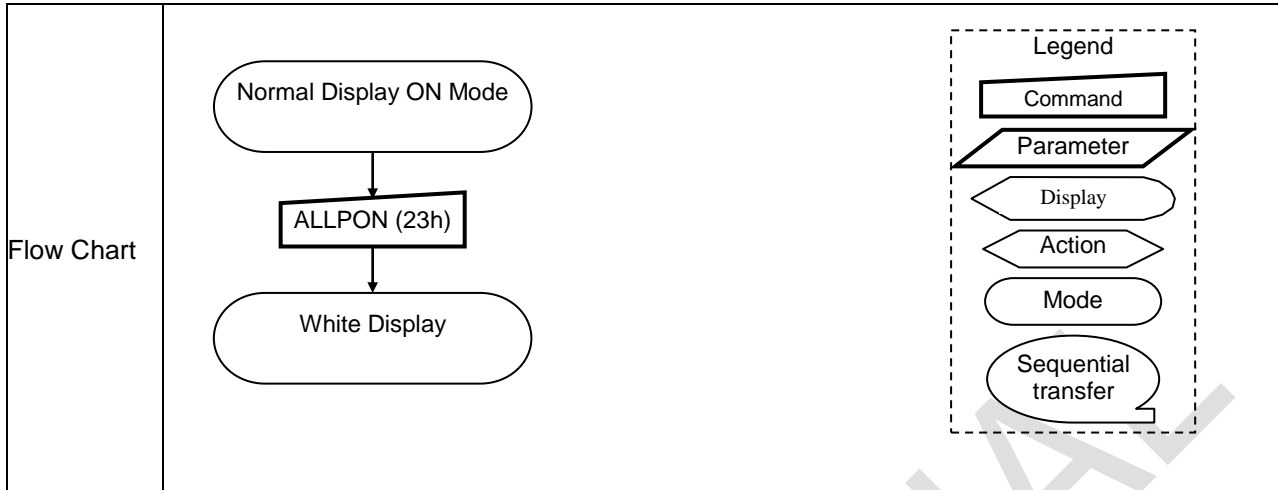 Flow Chart
Normal Display ON Mode
ALLPON (23h)
White Display
Legend
Command
Parameter
Display
Action
Mode
Sequential
transfer